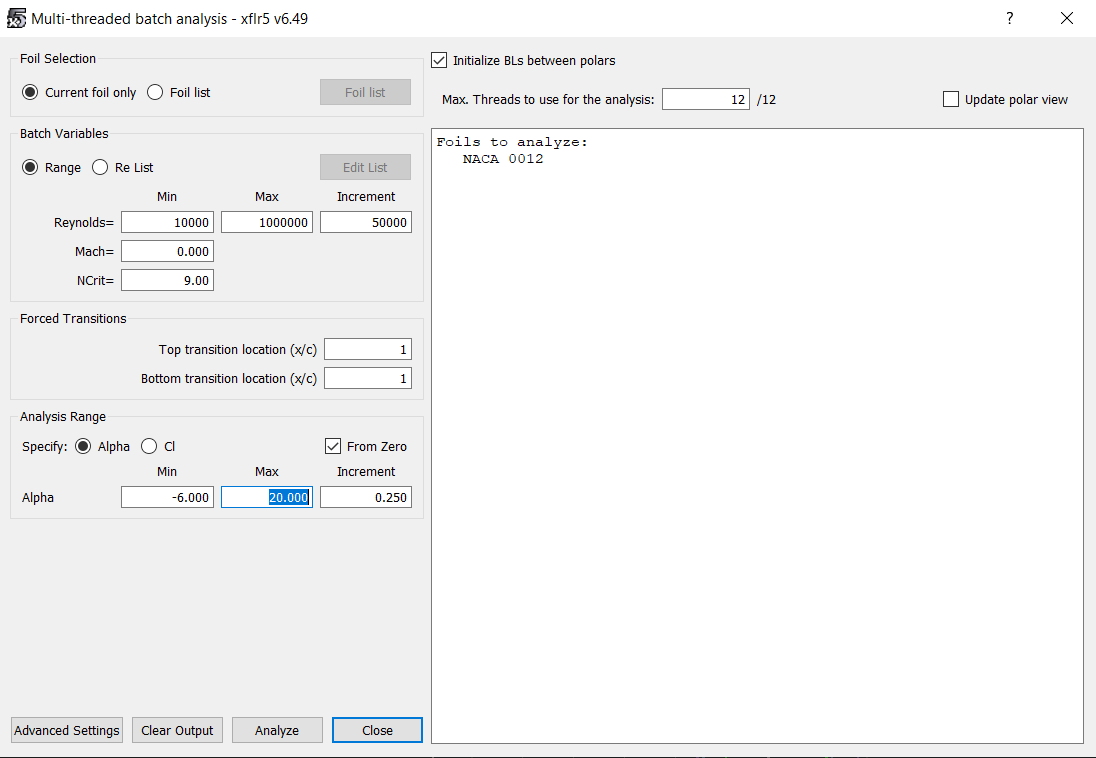 Multi-threaded batch analysis - xflr5 v6.49
?
Foil Selection
Current foil only
Foil list
Foil list
Batch Variables
Range
Re List
Edit List
Min
Max
Increment
Reynolds=
10000
1000000
50000
Mach=
0.000
NCrit=
9.00
Forced Transitions
Top transition location (x/c)
1
Bottom transition location (x/c)
1
Analysis Range
Specify:
Alpha
Cl
From Zero
Min
Max
Increment
Alpha
-6.000
20.000
0.250
Advanced Settings
Clear Output
Analyze
Close
Initialize BLs between polars
Max. Threads to use for the analysis:
12
/12
Update polar view
Foils to analyze:
NACA 0012